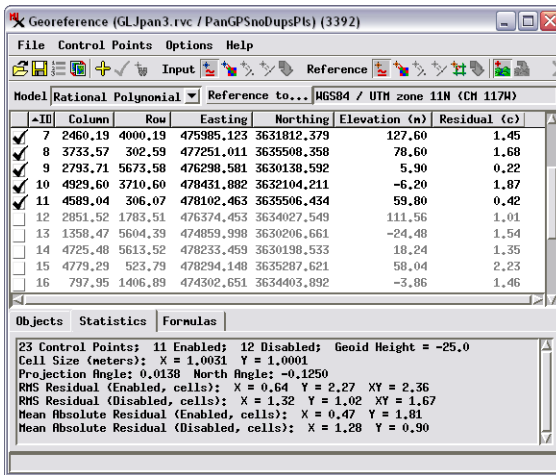 Georeference (GLJpan3.rvc / PanGPSnoDupsPls) (3392)
File Control Points Options Help
Input Reference
Model Rational Polynomial Reference to... WGS84 / UTM zone 11N (CM 117W)
ID Column Row Easting Northing Elevation (m) Residual (c)
7 2460.19 4000.19 475985.123 3631812.379 127.60 1.45
8 3733.57 302.59 477251.011 3635508.358 78.60 1.68
9 2793.71 5673.58 476298.581 3630138.592 5.90 0.22
10 4929.60 3710.60 478431.882 3632104.211 -6.20 1.87
11 4589.04 306.07 478102.463 3635506.434 59.80 0.42
12 2851.52 1783.51 476374.453 3634027.549 111.56 1.01
13 1358.47 5604.39 474859.998 3630206.661 -24.48 1.54
14 4725.48 5613.52 478233.459 3630198.533 18.24 1.35
15 4779.29 523.79 478294.148 3635287.621 58.04 2.23
16 797.95 1406.89 474302.651 3634403.892 -3.86 1.46
Objects Statistics Formulas
23 Control Points; 11 Enabled; 12 Disabled; Geoid Height = -25.0
Cell Size (meters): X = 1.0031 Y = 1.0001
Projection Angle: 0.0138 North Angle: -0.1250
RMS Residual (Enabled, cells): X = 0.64 Y = 2.27 XY = 2.36
RMS Residual (Disabled, cells): X = 1.32 Y = 1.02 XY = 1.67
Mean Absolute Residual (Enabled, cells): X = 0.47 Y = 1.81
Mean Absolute Residual (Disabled, cells): X = 1.28 Y = 0.90